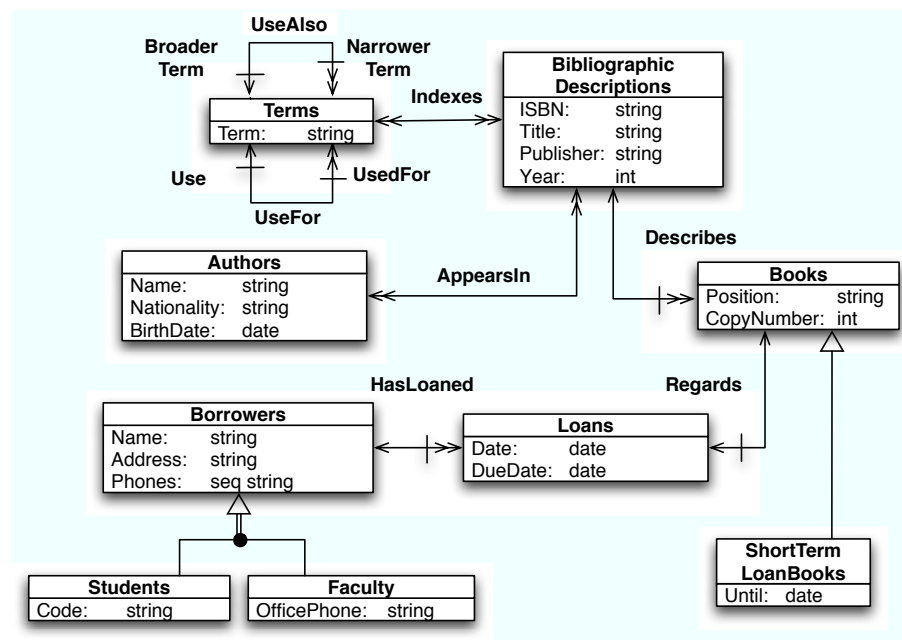 UseAlso
Broader
Term
Narrower
Term
Terms
Term: string
Indexes
Bibliographic
Descriptions
ISBN: string
Title: string
Publisher: string
Year: int
Use
UsedFor
UseFor
Describes
Authors
Name: string
Nationality: string
BirthDate: date
AppearsIn
Books
Position: string
CopyNumber: int
HasLoaned
Regards
Borrowers
Name: string
Address: string
Phones: seq string
Loans
Date: date
DueDate: date
ShortTerm
LoanBooks
Until: date
Students
Code: string
Faculty
OfficePhone: string